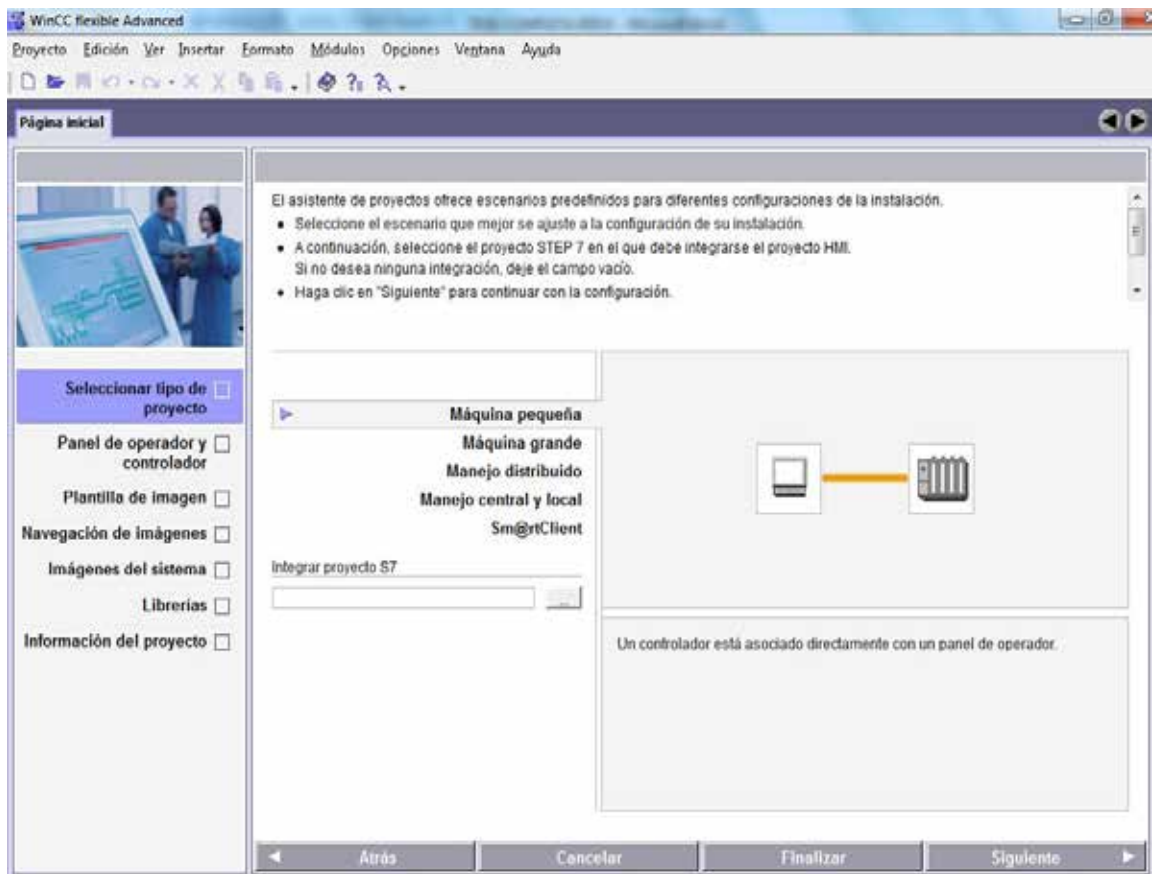 WinCC flexible Advanced
Proyecto Edición Ver Insertar Formato Módulos Opciones Ventana Ayuda
Página inicial
El asistente de proyectos ofrece escenarios predefinidos para diferentes configuraciones de la instalación.
• Seleccione el escenario que mejor se ajuste a la configuración de su instalación.
• A continuación, seleccione el proyecto STEP 7 en el que debe integrarse el proyecto HMI.
Si no desea ninguna integración, deje el campo vacío.
• Haga clic en "Siguiente" para continuar con la configuración.
Seleccionar tipo de
proyecto
Panel de operador y
controlador
Plantilla de imagen
Navegación de imágenes
Imágenes del sistema
Librerías
Información del proyecto
Máquina pequeña
Máquina grande
Manejo distribuido
Manejo central y local
Sm@rtClient
Integrar proyecto S7
...
Un controlador está asociado directamente con un panel de operador.
Atrás Cancelar Finalizar Siguiente